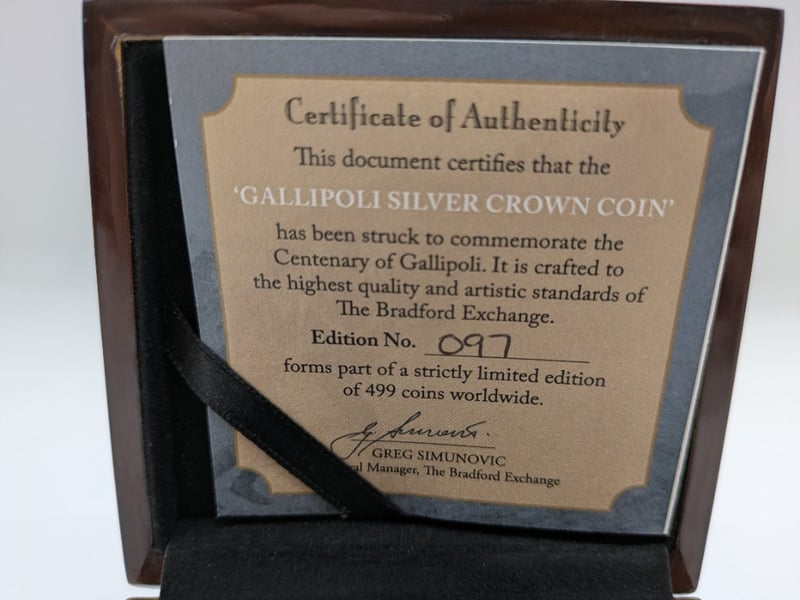 Certificate of Authenticity
This document certifies that the
'GALLIPOLI SILVER CROWN COIN'
has been struck to commemorate the
Centenary of Gallipoli. It is crafted to
the highest quality and artistic standards of
The Bradford Exchange.
Edition No. 097
forms part of a strictly limited edition
of 499 coins worldwide.
GREG SIMUNOVIC
Manager, The Bradford Exchange